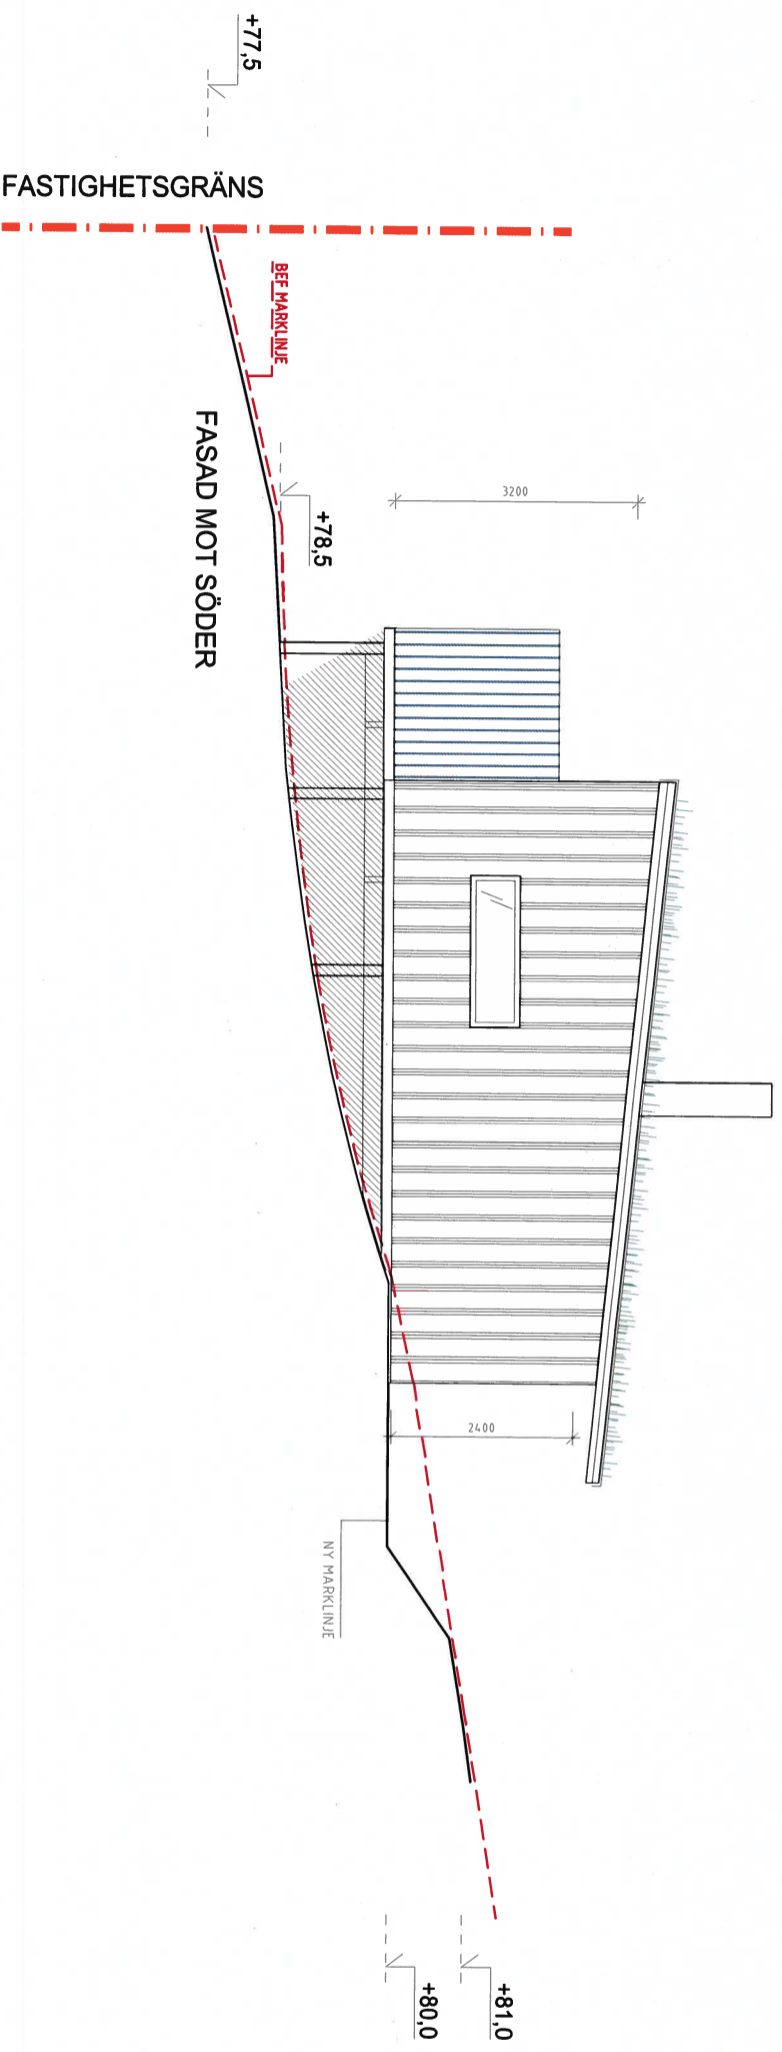 +77,5
FASTIGHETSGRÄNS
BEF MARKLINJE
FASAD MOT SÖDER
+78,5
3200
2400
NY MARKLINJE
+80,0
+81,0